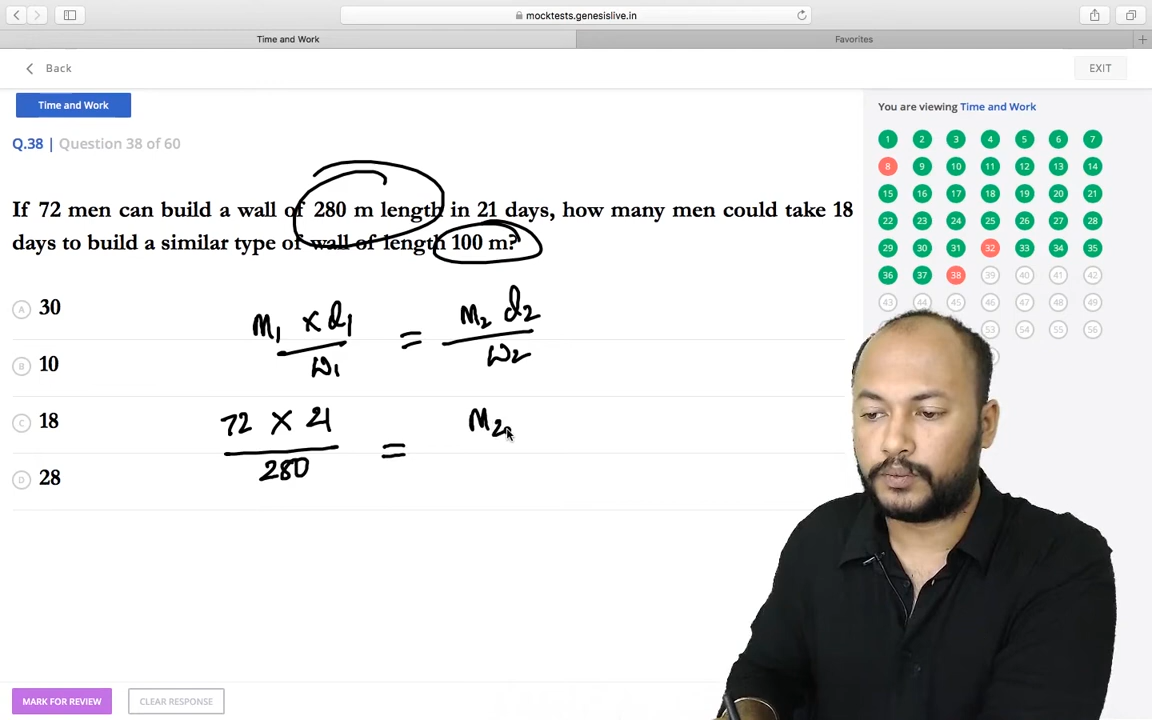 mocktests.genesislive.in
Time and Work
Favorites
Back
EXIT
Time and Work
Q.38 | Question 38 of 60
If 72 men can build a wall of 280 m length in 21 days, how many men could take 18
days to build a similar type of wall of length 100 m?
A 30
B 10
C 18
D 28
M1 × d1 = M2 d2
W1 W2
72 × 21 = M2
280
You are viewing Time and Work
1 2 3 4 5 6 7
8 9 10 11 12 13 14
15 16 17 18 19 20 21
22 23 24 25 26 27 28
29 30 31 32 33 34 35
36 37 38 39 40 41 42
43 44 45 46 47 48 49
53 54 55 56
MARK FOR REVIEW
CLEAR RESPONSE